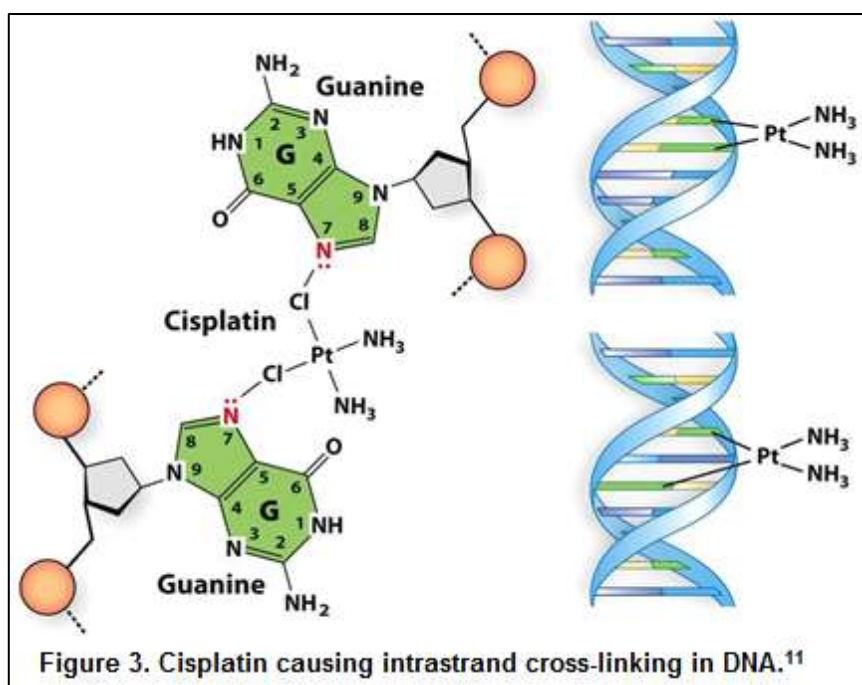 NH2
Guanine
N
HN
1
2
3
G
4
6
5
N
9
O
7
8
N
Cl
Cisplatin
Pt
NH3
Cl
NH3
N
7
O
8
5
6
N
9
G
4
1
NH
3
2
N
Guanine
NH2
NH3
Pt
NH3
NH3
Pt
NH3
Figure 3. Cisplatin causing intrastrand cross-linking in DNA.11